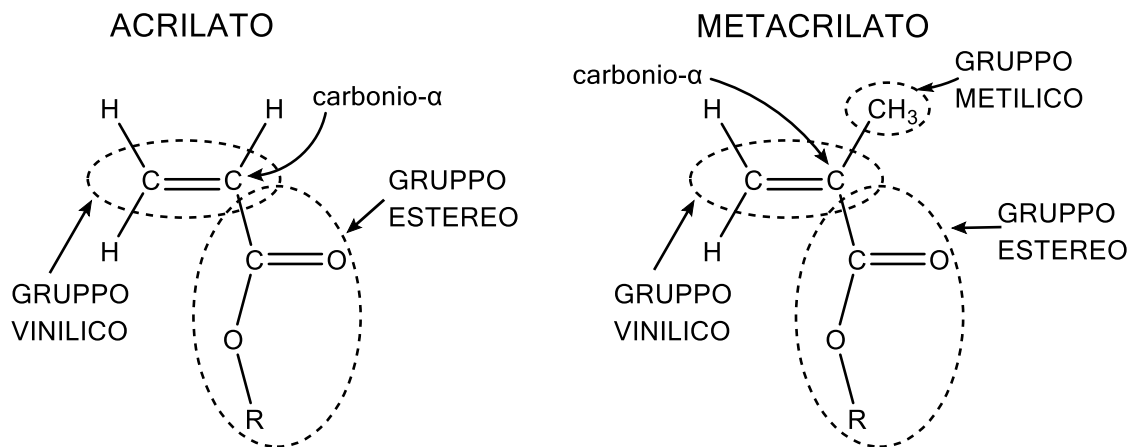 ACRILATO
H
H
carbonio-α
C
C
H
GRUPPO
ESTEREO
C
O
GRUPPO
VINILICO
O
R
METACRILATO
carbonio-α
GRUPPO
METILICO
H
CH3
C
C
H
GRUPPO
ESTEREO
C
O
GRUPPO
VINILICO
O
R